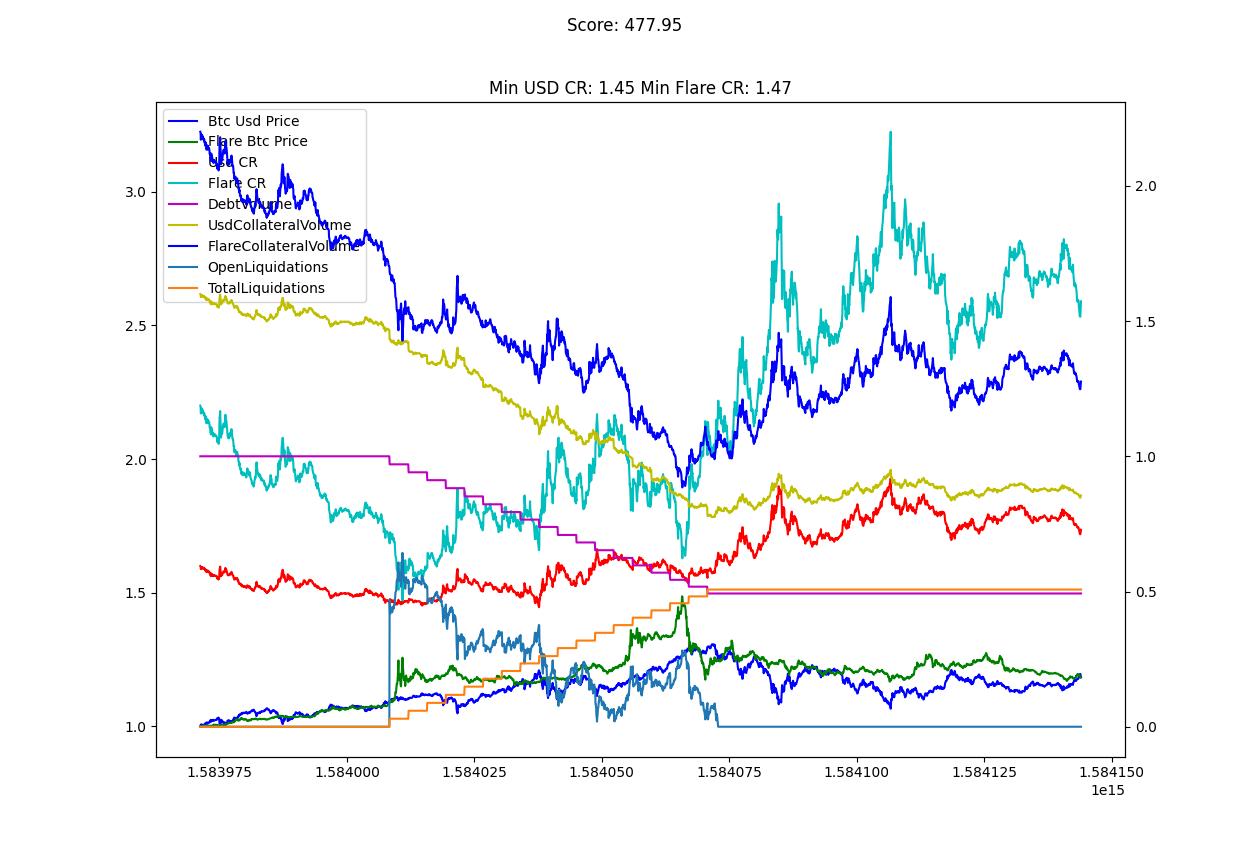 Score: 477.95
Min USD CR: 1.45 Min Flare CR: 1.47
Btc Usd Price
Flare Btc Price
Usd CR
Flare CR
DebtVolume
UsdCollateralVolume
FlareCollateralVolume
OpenLiquidations
TotalLiquidations
3.0
2.5
2.0
1.5
1.0
2.0
1.5
1.0
0.5
0.0
1.583975
1.584000
1.584025
1.584050
1.584075
1.584100
1.584125
1.584150
1e15